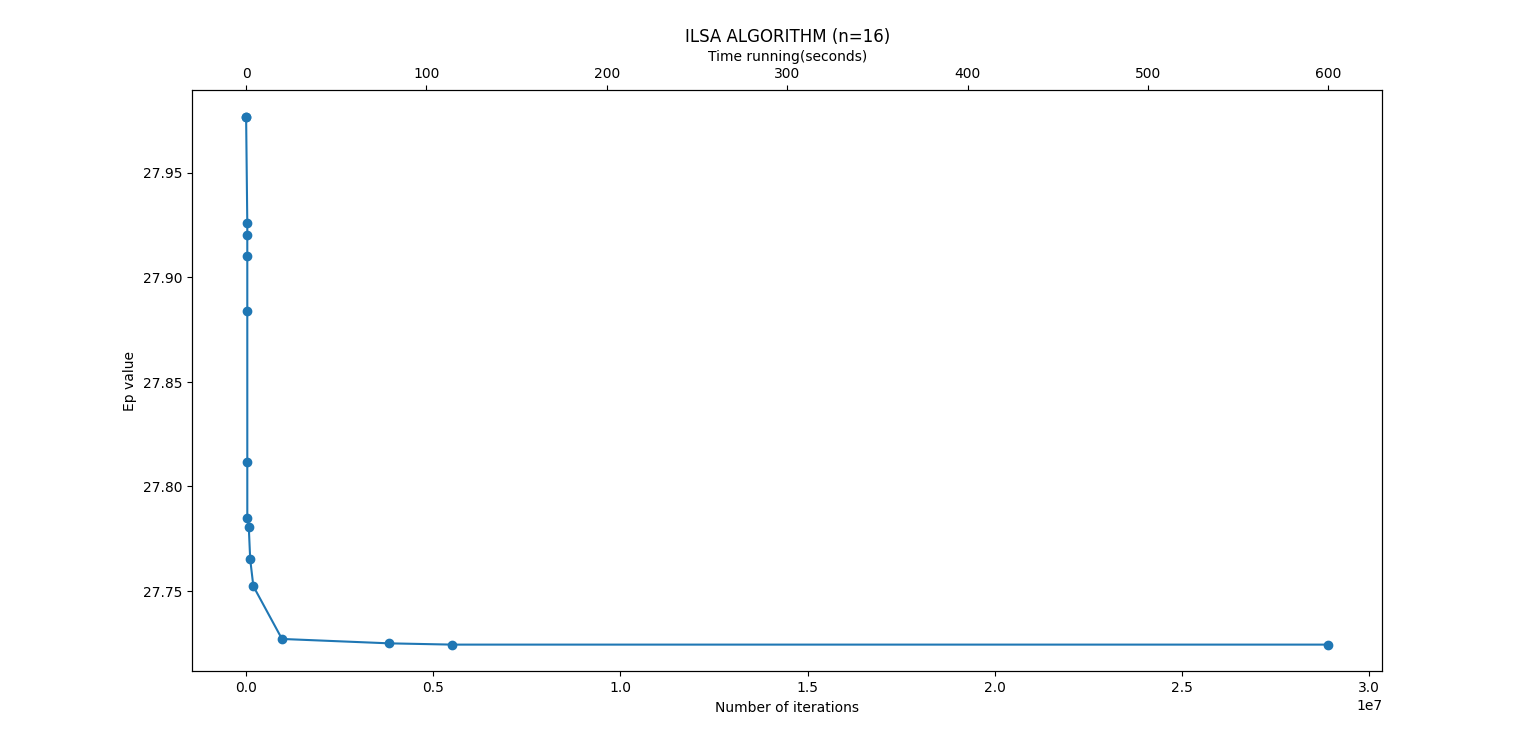 ILSA ALGORITHM (n=16)
Time running(seconds)
0 100 200 300 400 500 600
27.95
27.90
27.85
27.80
27.75
Ep value
0.0 0.5 1.0 1.5 2.0 2.5 3.0
1e7
Number of iterations